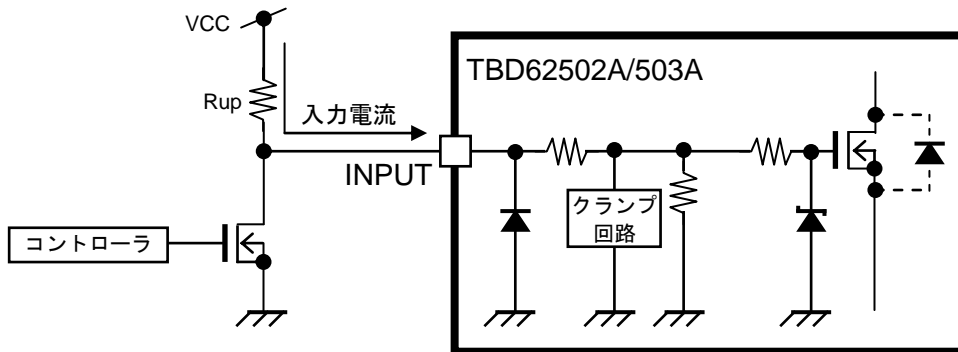 VCC
TBD62502A/503A
Rup
入力電流
INPUT
クランプ
回路
コントローラ